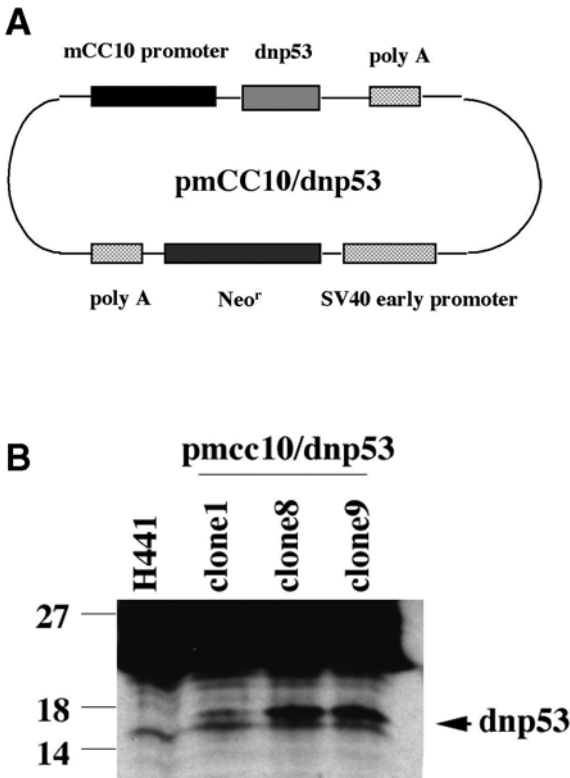 A
mCC10 promoter dnp53 poly A
pmCC10/dnp53
poly A Neoʳ SV40 early promoter
B
pmcc10/dnp53
H441 clone1 clone8 clone9
27
18
dnp53
14